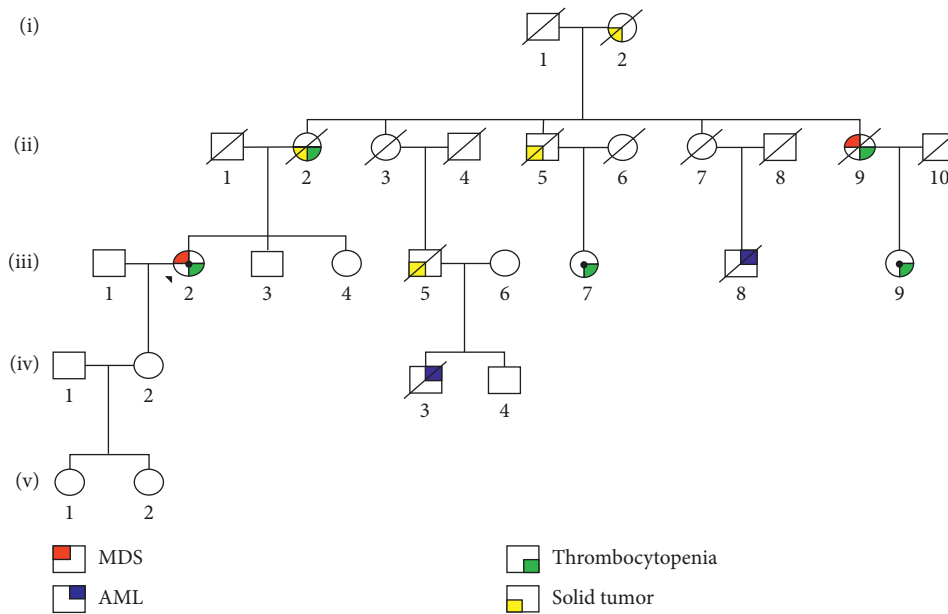 (i)
1 2
(ii)
1 2 3 4 5 6 7 8 9 10
(iii)
1 2 3 4 5 6 7 8 9
(iv)
1 2 3 4
(v)
1 2
MDS Thrombocytopenia
AML Solid tumor